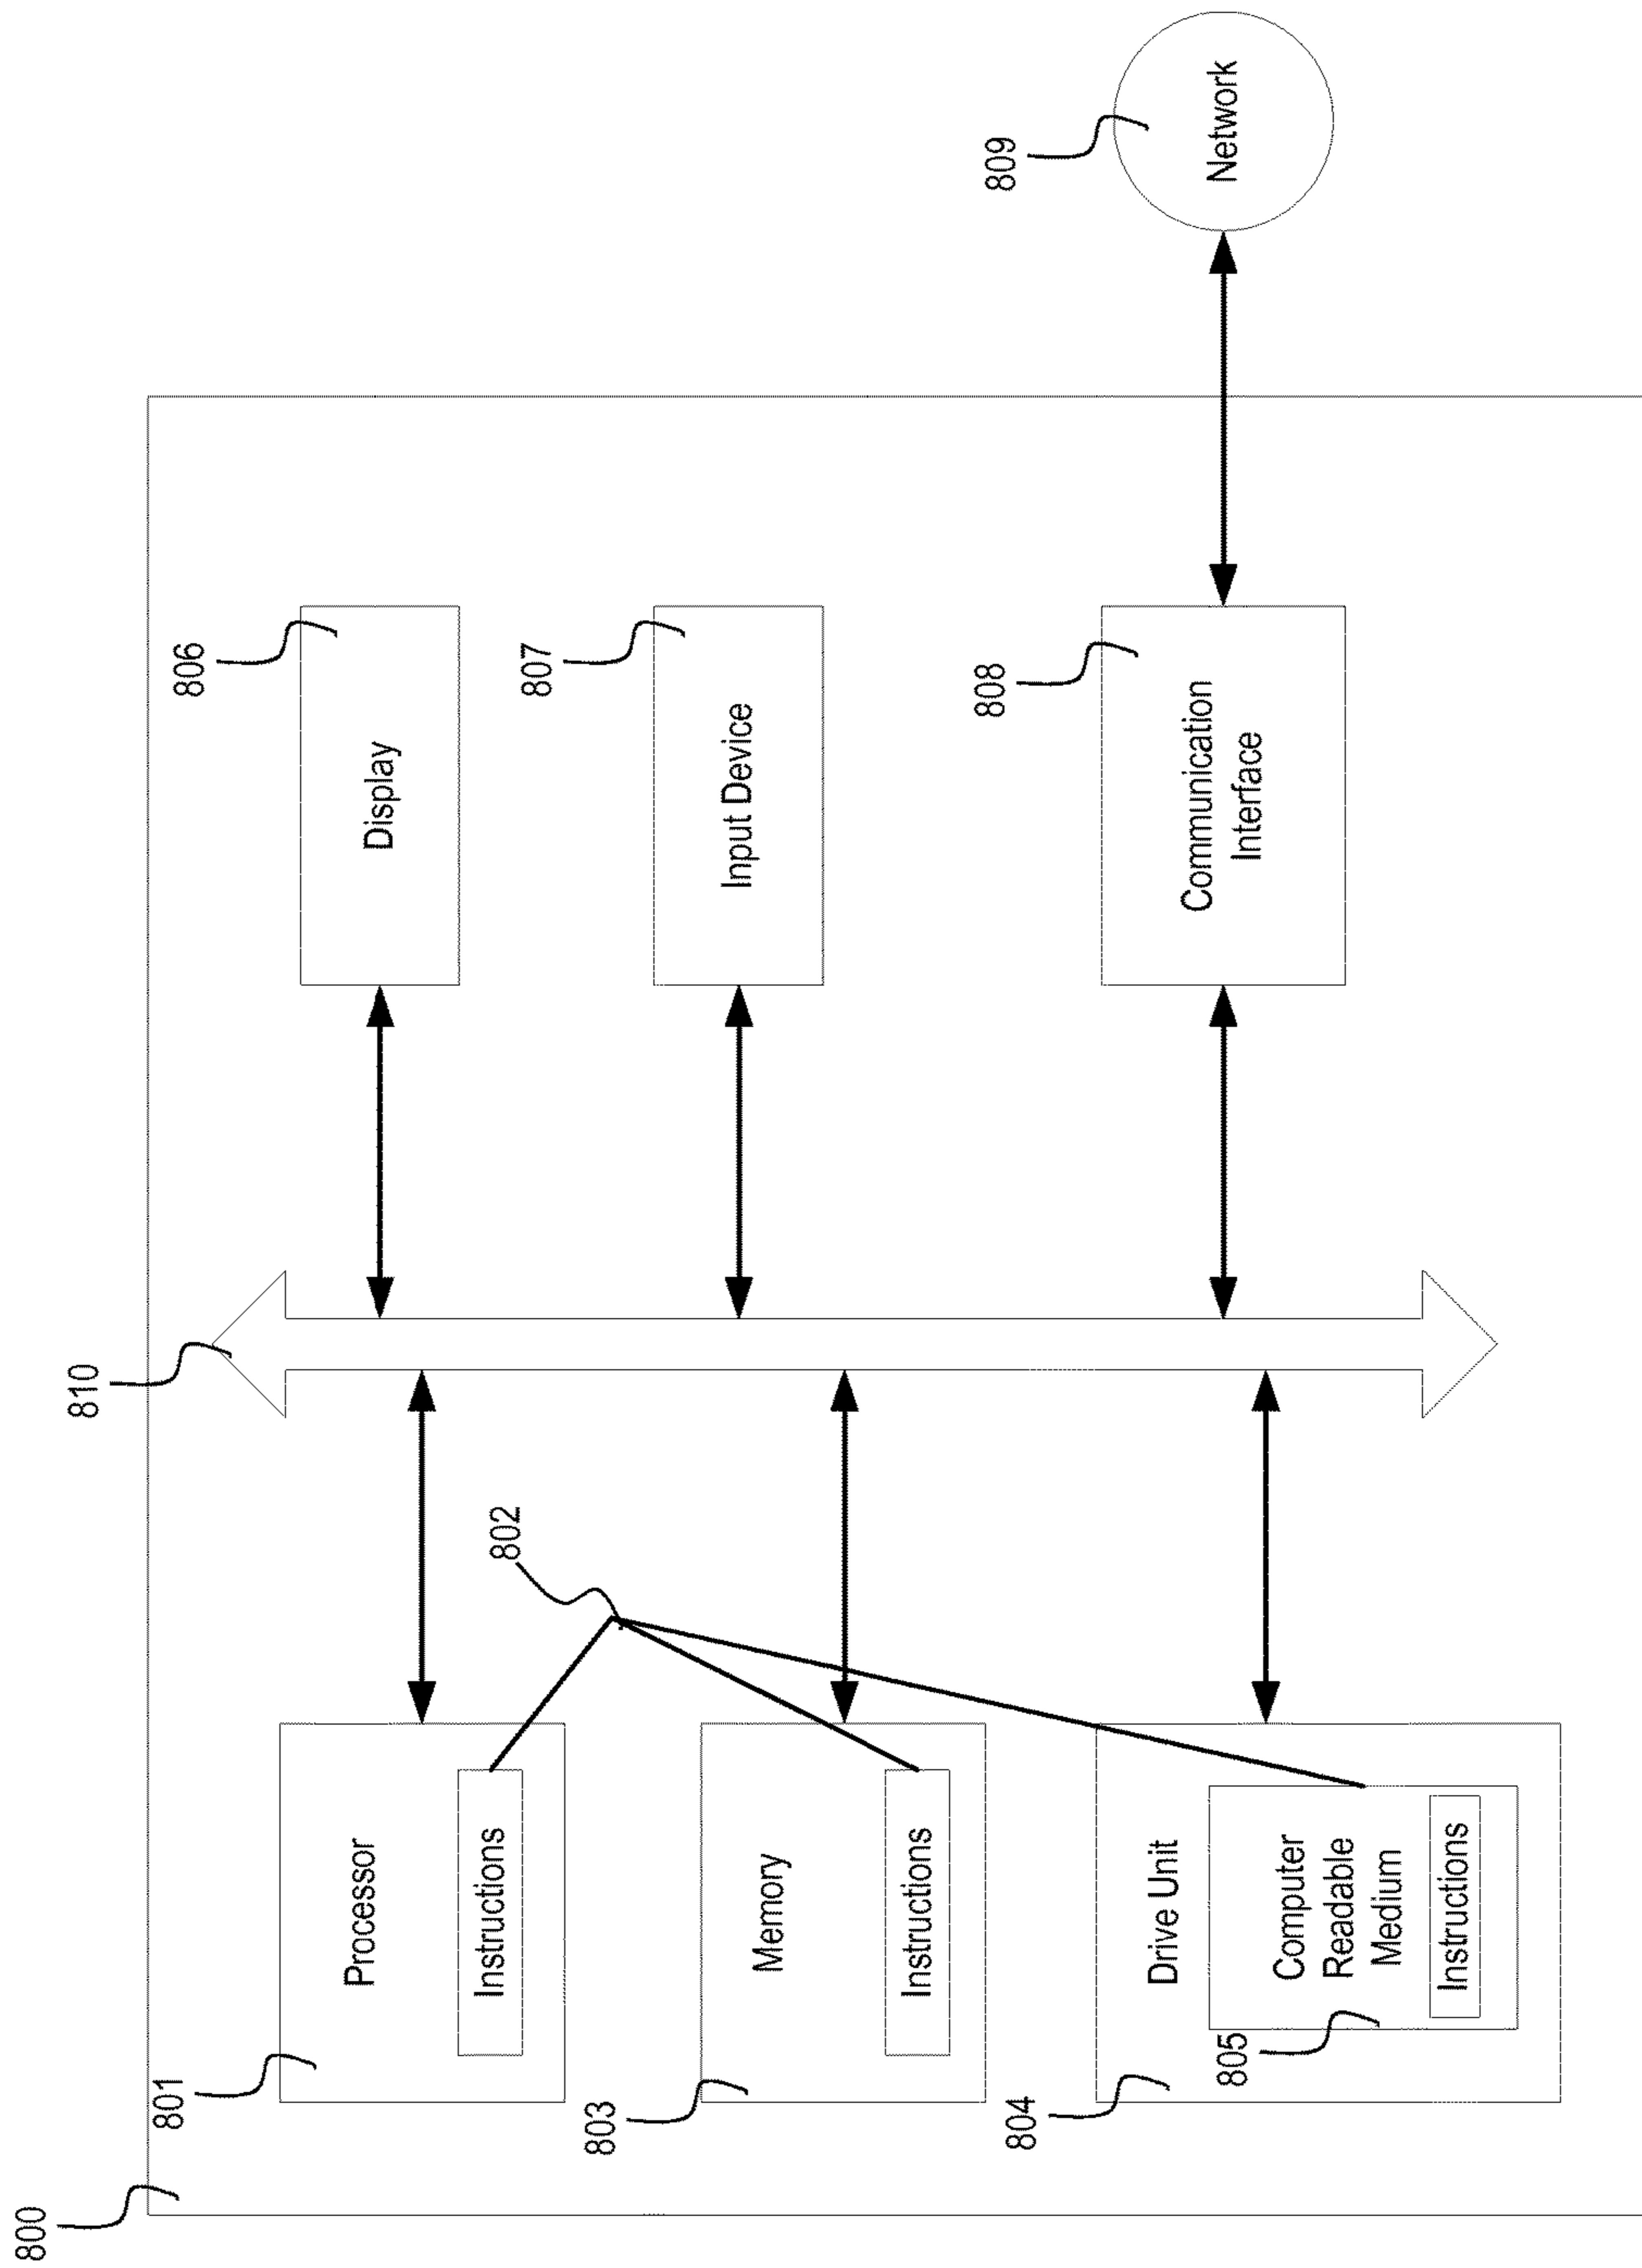 800
810
801
Processor
Instructions
802
806
Display
803
Memory
Instructions
807
Input Device
804
Drive Unit
805
Computer
Readable
Medium
Instructions
808
Communication
Interface
809
Network